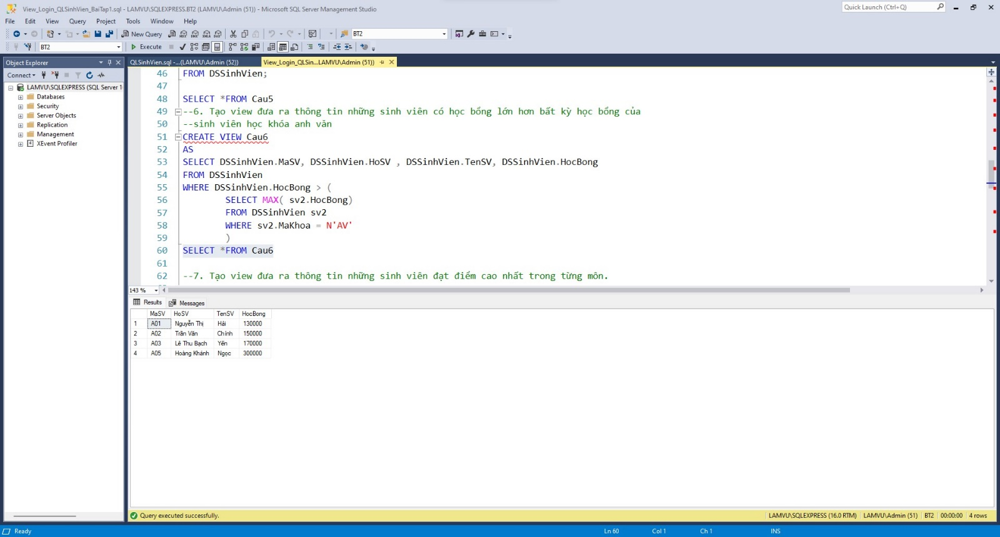 View_Login_QLSinhVien_BaiTap1.sql - LAMVU\SQLEXPRESS.BT2 (LAMVU\Admin (51)) - Microsoft SQL Server Management Studio
Quick Launch (Ctrl+Q)
File Edit View Query Project Tools Window Help
New Query
BT2
BT2
Execute
Object Explorer
Connect
LAMVU\SQLEXPRESS (SQL Server 1
Databases
Security
Server Objects
Replication
Management
XEvent Profiler
QLSinhVien.sql -...(LAMVU\Admin (52))
View_Login_QLSin...LAMVU\Admin (51))
46 FROM DSSinhVien;
47
48 SELECT *FROM Cau5
49 --6. Tạo view đưa ra thông tin những sinh viên có học bổng lớn hơn bất kỳ học bổng của
50 --sinh viên học khóa anh văn
51 CREATE VIEW Cau6
52 AS
53 SELECT DSSinhVien.MaSV, DSSinhVien.HoSV , DSSinhVien.TenSV, DSSinhVien.HocBong
54 FROM DSSinhVien
55 WHERE DSSinhVien.HocBong > (
56 SELECT MAX( sv2.HocBong)
57 FROM DSSinhVien sv2
58 WHERE sv2.MaKhoa = N'AV'
59 )
60 SELECT *FROM Cau6
61
62 --7. Tạo view đưa ra thông tin những sinh viên đạt điểm cao nhất trong từng môn.
143 %
Results Messages
MaSV HoSV TenSV HocBong
1 A01 Nguyễn Thị Hải 130000
2 A02 Trần Văn Chính 150000
3 A03 Lê Thu Bạch Yến 170000
4 A05 Hoàng Khánh Ngọc 300000
Query executed successfully.
LAMVU\SQLEXPRESS (16.0 RTM) LAMVU\Admin (51) BT2 00:00:00 4 rows
Ready Ln 60 Col 1 Ch 1 INS